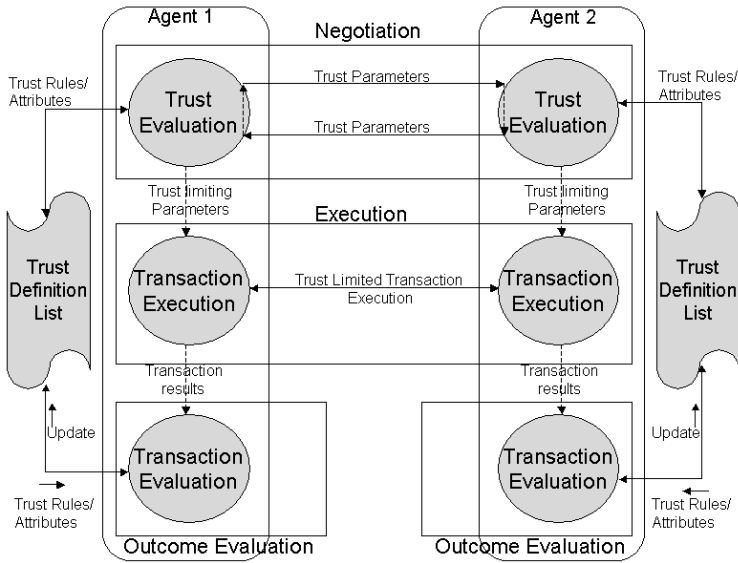 Agent 1
Agent 2
Negotiation
Trust Rules/
Attributes
Trust
Evaluation
Trust Parameters
Trust Parameters
Trust
Evaluation
Trust Rules/
Attributes
Trust limiting
Parameters
Trust limiting
Parameters
Execution
Trust
Definition
List
Transaction
Execution
Trust Limited Transaction
Execution
Transaction
Execution
Trust
Definition
List
Transaction
results
Transaction
results
Update
Transaction
Evaluation
Transaction
Evaluation
Update
Trust Rules/
Attributes
Trust Rules/
Attributes
Outcome Evaluation
Outcome Evaluation